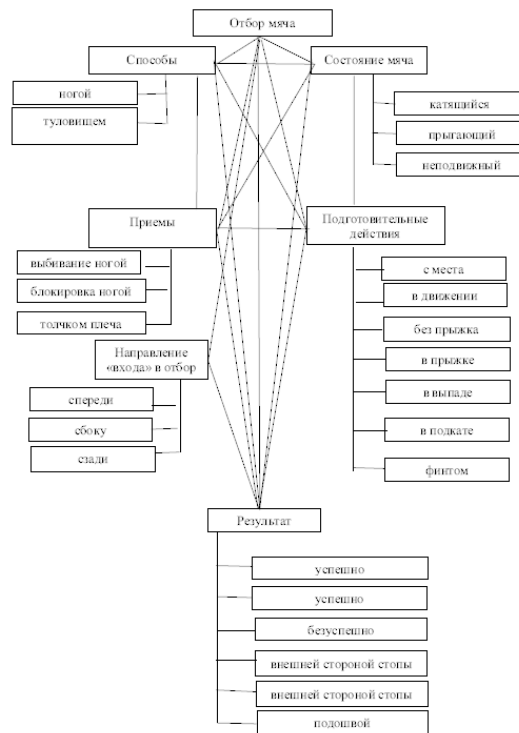 Отбор мяча
Способы
Состояние мяча
ногой
туловищем
катящийся
прыгающий
неподвижный
Приемы
Подготовительные
действия
выбивание ногой
блокировка ногой
толчком плеча
с места
в движении
без прыжка
в прыжке
в выпаде
в подкате
финтом
Направление
«входа» в отбор
спереди
сбоку
сзади
Результат
успешно
успешно
безуспешно
внешней стороной стопы
внешней стороной стопы
подошвой